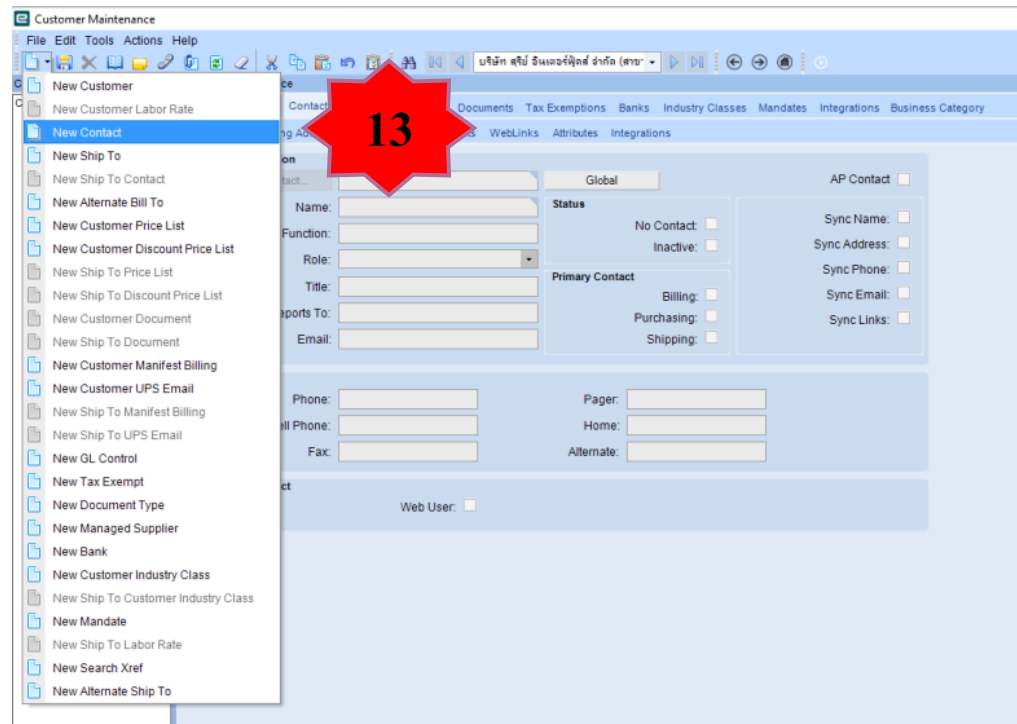 Customer Maintenance
File Edit Tools Actions Help
บริษัท สุรีย์ อินเตอร์ฟู้ดส์ จำกัด (สาขา
New Customer
New Customer Labor Rate
New Contact
New Ship To
New Ship To Contact
New Alternate Bill To
New Customer Price List
New Customer Discount Price List
New Ship To Price List
New Ship To Discount Price List
New Customer Document
New Ship To Document
New Customer Manifest Billing
New Customer UPS Email
New Ship To Manifest Billing
New Ship To UPS Email
New GL Control
New Tax Exempt
New Document Type
New Managed Supplier
New Bank
New Customer Industry Class
New Ship To Customer Industry Class
New Mandate
New Ship To Labor Rate
New Search Xref
New Alternate Ship To
13
Contact Documents Tax Exemptions Banks Industry Classes Mandates Integrations Business Category
WebLinks Attributes Integrations
Global
AP Contact
Name:
Function:
Role:
Title:
eports To:
Email:
Status
No Contact:
Inactive:
Primary Contact
Billing:
Purchasing:
Shipping:
Sync Name:
Sync Address:
Sync Phone:
Sync Email:
Sync Links:
Phone:
ell Phone:
Fax:
Pager:
Home:
Alternate:
Web User: